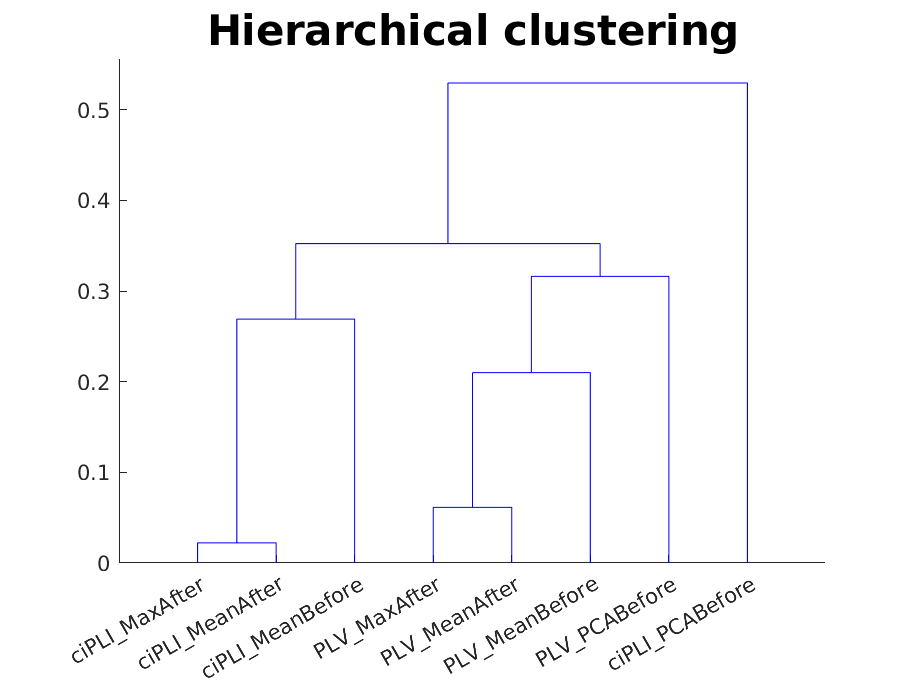 Hierarchical clustering
0.5
0.4
0.3
0.2
0.1
0
ciPLI_MaxAfter
ciPLI_MeanAfter
ciPLI_MeanBefore
PLV_MaxAfter
PLV_MeanAfter
PLV_MeanBefore
PLV_PCABefore
ciPLI_PCABefore